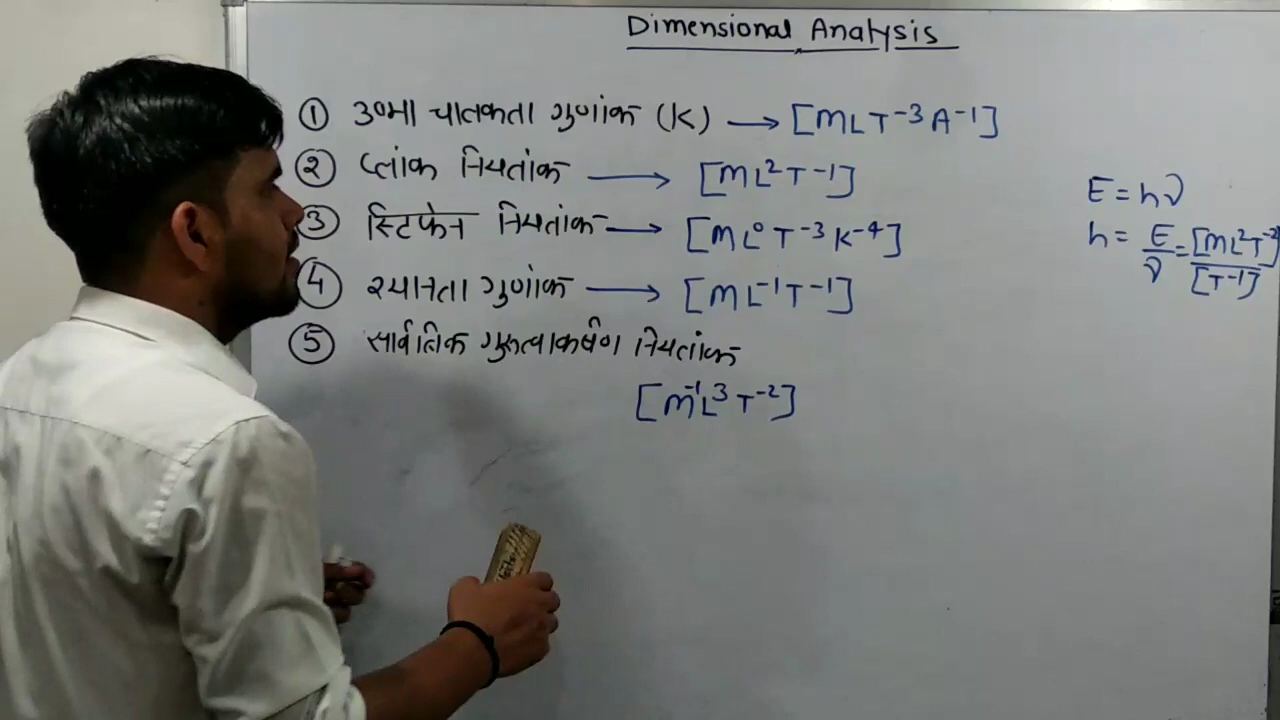 Dimensional Analysis
① उष्मा चालकता गुणांक (K) → [MLT⁻³A⁻¹]
② प्लांक नियतांक → [ML²T⁻¹]
③ स्टिफेन नियतांक → [ML⁰T⁻³K⁻⁴]
④ श्यानता गुणांक → [ML⁻¹T⁻¹]
⑤ सार्वत्रिक गुरुत्वाकर्षण नियतांक
[M⁻¹L³T⁻²]
E = hν
h = E/ν = [ML²T⁻²]/[T⁻¹]